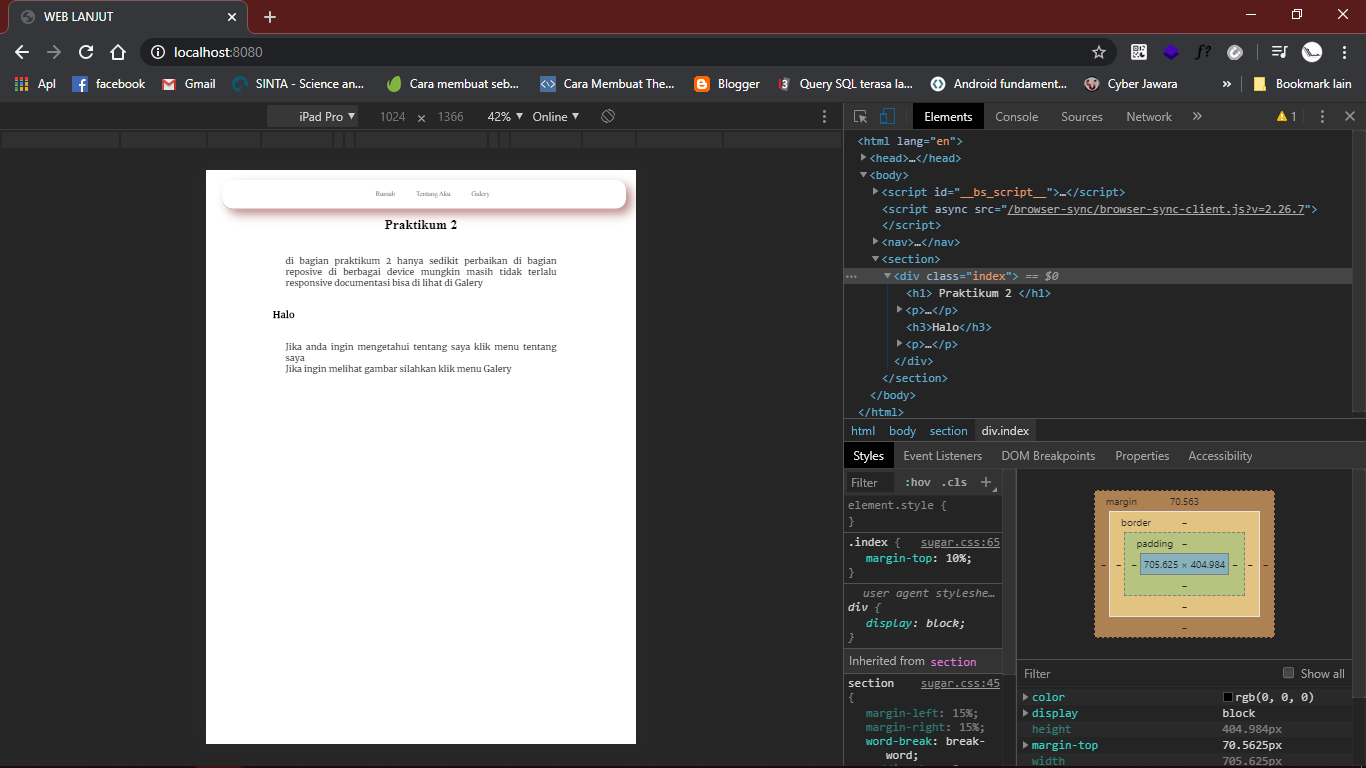 WEB LANJUT
localhost:8080
f?
Apl facebook Gmail SINTA - Science an... Cara membuat seb... Cara Membuat The... Blogger Query SQL terasa la... Android fundament... Cyber Jawara » Bookmark lain
iPad Pro ▼ 1024 × 1366 42% ▼ Online ▼
Rumah Tentang Aku Galery
Praktikum 2
di bagian praktikum 2 hanya sedikit perbaikan di bagian
reposive di berbagai device mungkin masih tidak terlalu
responsive documentasi bisa di lihat di Galery
Halo
Jika anda ingin mengetahui tentang saya klik menu tentang
saya
Jika ingin melihat gambar silahkan klik menu Galery
Elements Console Sources Network » 1
<html lang="en">
<head>…</head>
<body>
<script id="__bs_script__">…</script>
<script async src="/browser-sync/browser-sync-client.js?v=2.26.7">
</script>
<nav>…</nav>
<section>
<div class="index"> == $0
<h1> Praktikum 2 </h1>
<p>…</p>
<h3>Halo</h3>
<p>…</p>
</div>
</section>
</body>
</html>
html body section div.index
Styles Event Listeners DOM Breakpoints Properties Accessibility
Filter :hov .cls +
element.style {
}
.index { sugar.css:65
margin-top: 10%;
}
user agent styleshe…
div {
display: block;
}
Inherited from section
section sugar.css:45
{
margin-left: 15%;
margin-right: 15%;
word-break: break-
word;
margin 70.563
border –
padding –
– – – 705.625 × 404.984 – – –
–
–
–
Filter Show all
color rgb(0, 0, 0)
display block
height 404.984px
margin-top 70.5625px
width 705.625px